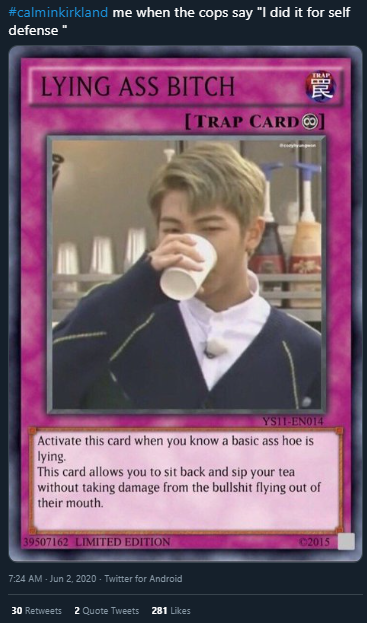 #calminkirkland me when the cops say "I did it for self
defense "
LYING ASS BITCH
TRAP
罠
[TRAP CARD♾]
YS11-EN014
Activate this card when you know a basic ass hoe is
lying.
This card allows you to sit back and sip your tea
without taking damage from the bullshit flying out of
their mouth.
39507162 LIMITED EDITION
©2015
7:24 AM · Jun 2, 2020 · Twitter for Android
30 Retweets 2 Quote Tweets 281 Likes